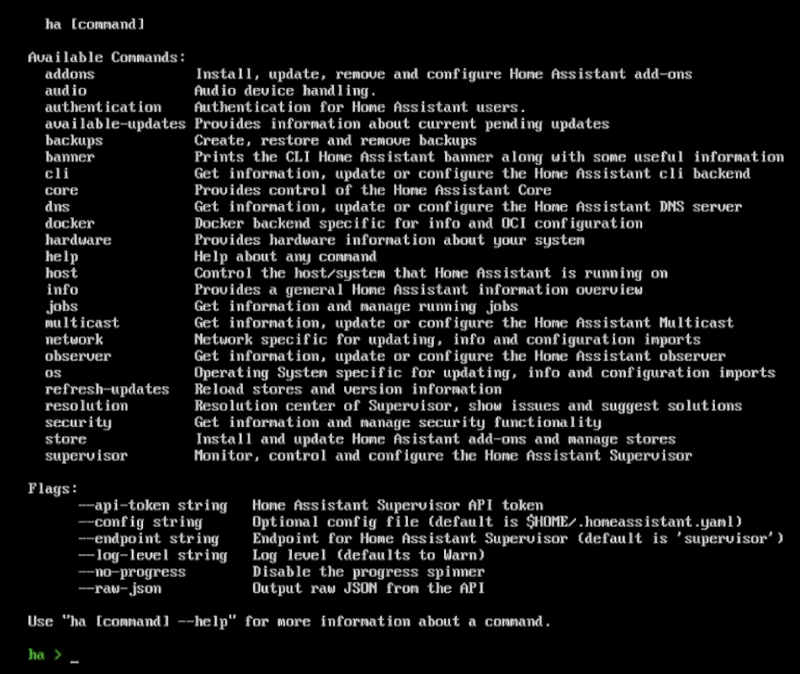 ha [command]
Available Commands:
addons Install, update, remove and configure Home Assistant add-ons
audio Audio device handling.
authentication Authentication for Home Assistant users.
available-updates Provides information about current pending updates
backups Create, restore and remove backups
banner Prints the CLI Home Assistant banner along with some useful information
cli Get information, update or configure the Home Assistant cli backend
core Provides control of the Home Assistant Core
dns Get information, update or configure the Home Assistant DNS server
docker Docker backend specific for info and OCI configuration
hardware Provides hardware information about your system
help Help about any command
host Control the host/system that Home Assistant is running on
info Provides a general Home Assistant information overview
jobs Get information and manage running jobs
multicast Get information, update or configure the Home Assistant Multicast
network Network specific for updating, info and configuration imports
observer Get information, update or configure the Home Assistant observer
os Operating System specific for updating, info and configuration imports
refresh-updates Reload stores and version information
resolution Resolution center of Supervisor, show issues and suggest solutions
security Get information and manage security functionality
store Install and update Home Asistant add-ons and manage stores
supervisor Monitor, control and configure the Home Assistant Supervisor
Flags:
--api-token string Home Assistant Supervisor API token
--config string Optional config file (default is $HOME/.homeassistant.yaml)
--endpoint string Endpoint for Home Assistant Supervisor (default is 'supervisor')
--log-level string Log level (defaults to Warn)
--no-progress Disable the progress spinner
--raw-json Output raw JSON from the API
Use "ha [command] --help" for more information about a command.
ha > _